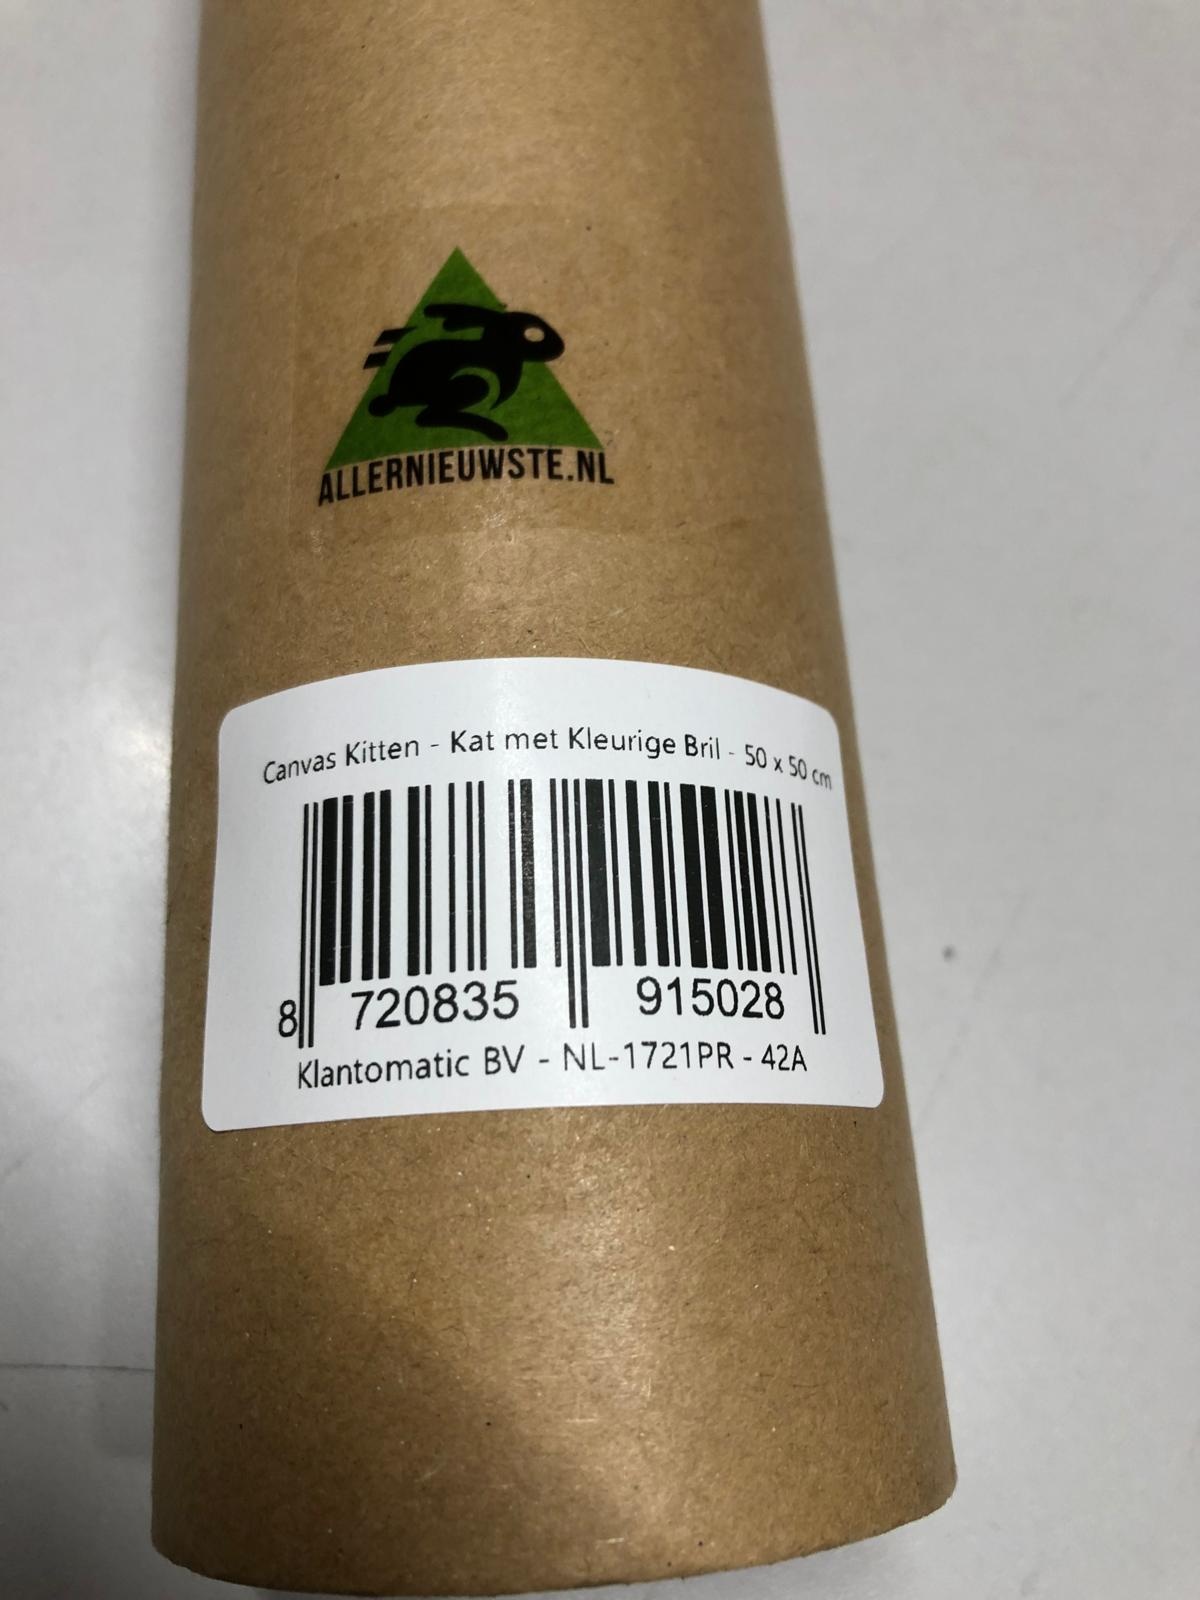 ALLERNIEUWSTE.NL
Canvas Kitten - Kat met Kleurige Bril - 50 x 50 cm
8 720835 915028
Klantomatic BV - NL-1721PR - 42A